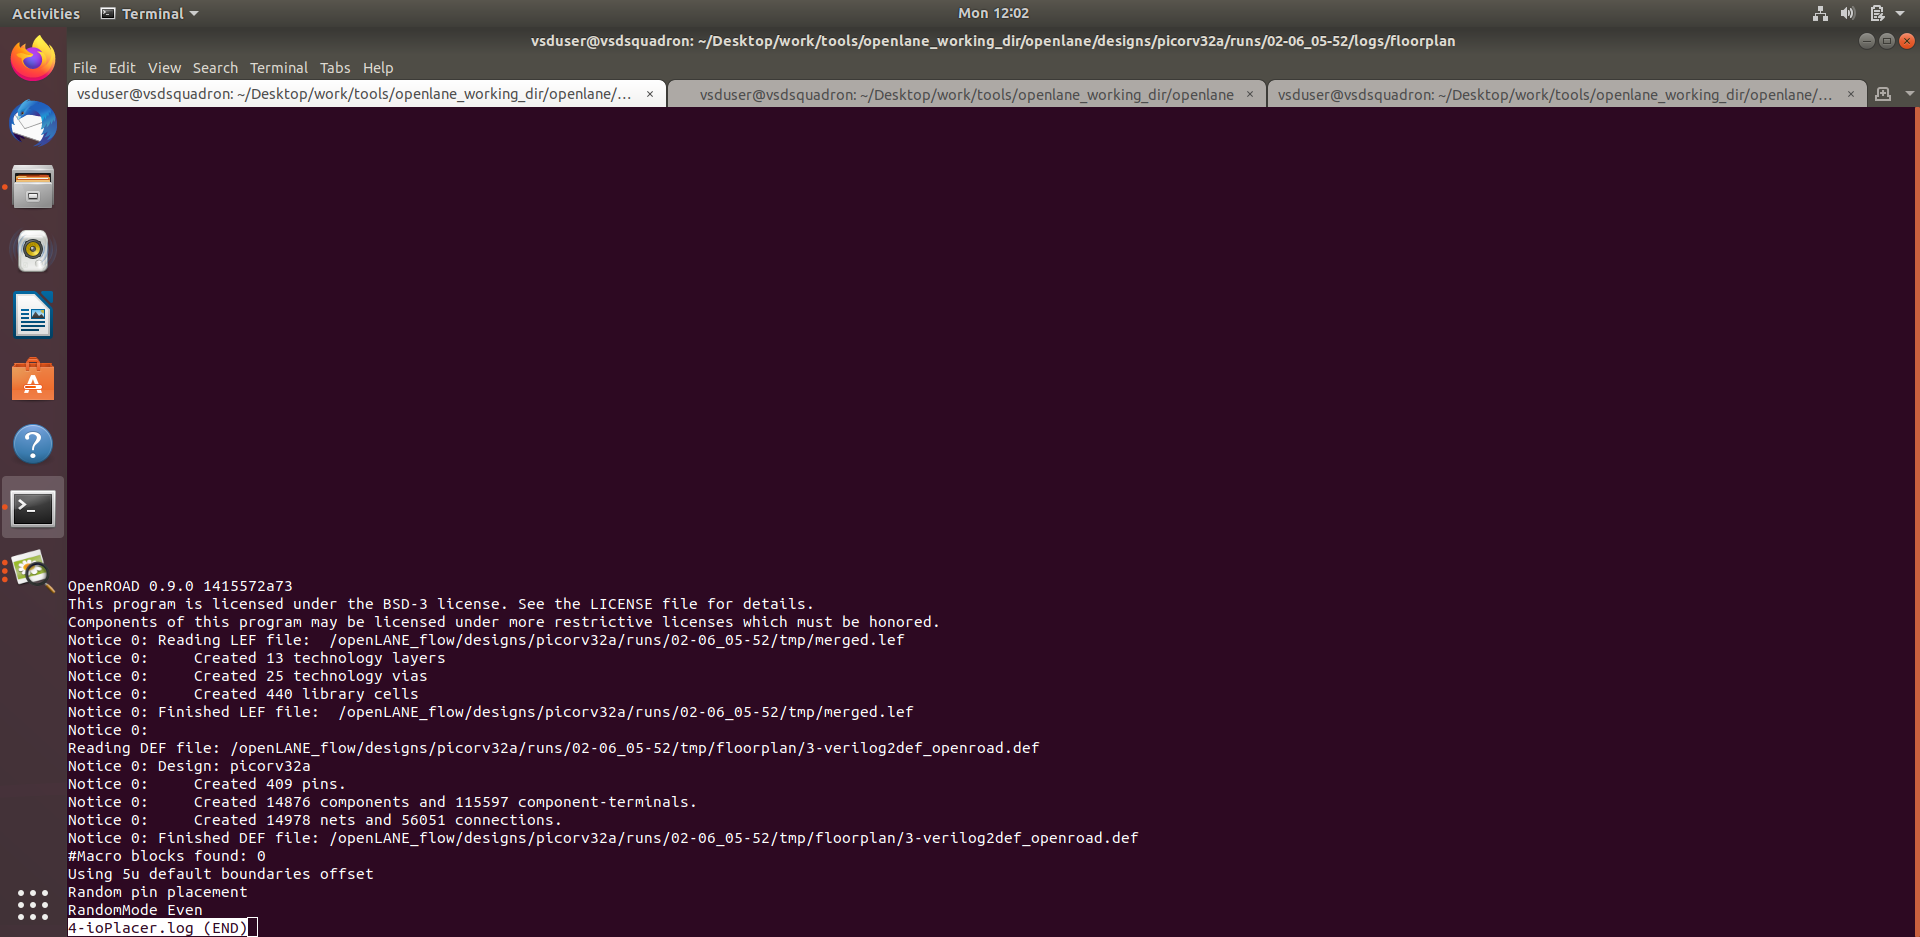 Activities Terminal Mon 12:02
vsduser@vsdsquadron: ~/Desktop/work/tools/openlane_working_dir/openlane/designs/picorv32a/runs/02-06_05-52/logs/floorplan
File Edit View Search Terminal Tabs Help
vsduser@vsdsquadron: ~/Desktop/work/tools/openlane_working_dir/openlane/... × vsduser@vsdsquadron: ~/Desktop/work/tools/openlane_working_dir/openlane × vsduser@vsdsquadron: ~/Desktop/work/tools/openlane_working_dir/openlane/... ×
OpenROAD 0.9.0 1415572a73
This program is licensed under the BSD-3 license. See the LICENSE file for details.
Components of this program may be licensed under more restrictive licenses which must be honored.
Notice 0: Reading LEF file:  /openLANE_flow/designs/picorv32a/runs/02-06_05-52/tmp/merged.lef
Notice 0:     Created 13 technology layers
Notice 0:     Created 25 technology vias
Notice 0:     Created 440 library cells
Notice 0: Finished LEF file:  /openLANE_flow/designs/picorv32a/runs/02-06_05-52/tmp/merged.lef
Notice 0:
Reading DEF file: /openLANE_flow/designs/picorv32a/runs/02-06_05-52/tmp/floorplan/3-verilog2def_openroad.def
Notice 0: Design: picorv32a
Notice 0:     Created 409 pins.
Notice 0:     Created 14876 components and 115597 component-terminals.
Notice 0:     Created 14978 nets and 56051 connections.
Notice 0: Finished DEF file: /openLANE_flow/designs/picorv32a/runs/02-06_05-52/tmp/floorplan/3-verilog2def_openroad.def
#Macro blocks found: 0
Using 5u default boundaries offset
Random pin placement
RandomMode Even
4-ioPlacer.log (END)